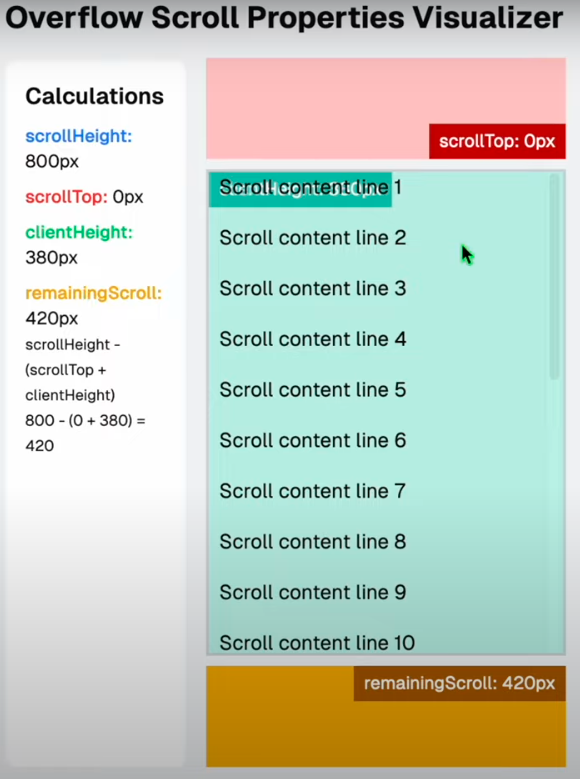 Overflow Scroll Properties Visualizer
Calculations
scrollHeight:
800px
scrollTop: 0px
clientHeight:
380px
remainingScroll:
420px
scrollHeight -
(scrollTop +
clientHeight)
800 - (0 + 380) =
420
scrollTop: 0px
Scroll content line 1
Scroll content line 2
Scroll content line 3
Scroll content line 4
Scroll content line 5
Scroll content line 6
Scroll content line 7
Scroll content line 8
Scroll content line 9
Scroll content line 10
remainingScroll: 420px